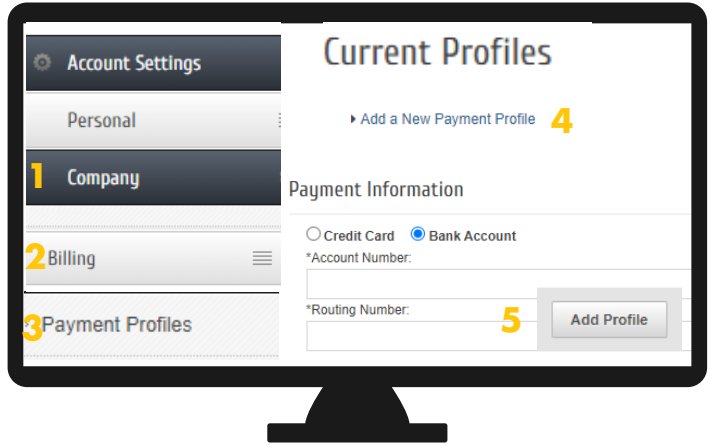 Account Settings
Personal
1 Company
2 Billing
3 Payment Profiles
Current Profiles
Add a New Payment Profile 4
Payment Information
Credit Card Bank Account
*Account Number:
*Routing Number:
5 Add Profile